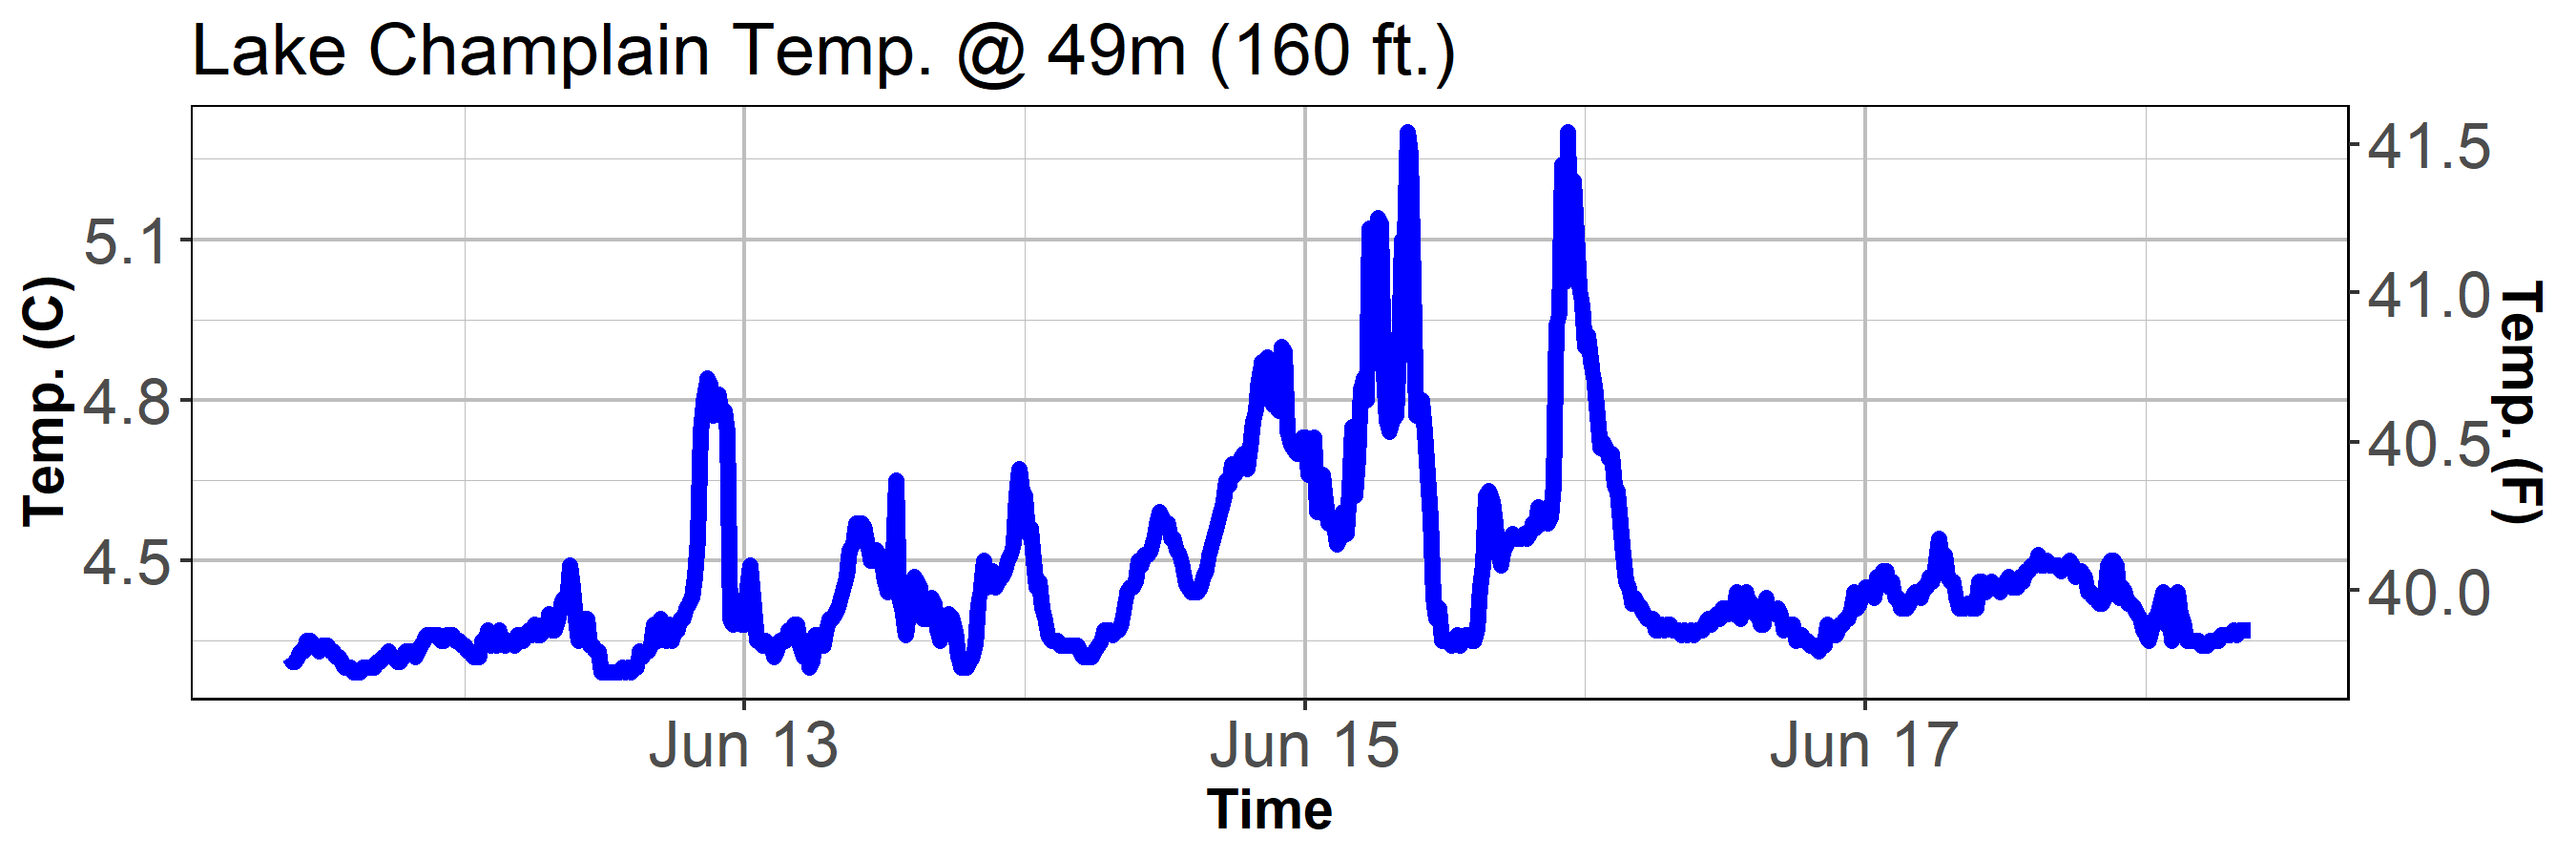 Lake Champlain Temp. @ 49m (160 ft.)
Temp. (C)
5.1
4.8
4.5
41.5
41.0
40.5
40.0
Temp. (F)
Jun 13
Jun 15
Jun 17
Time